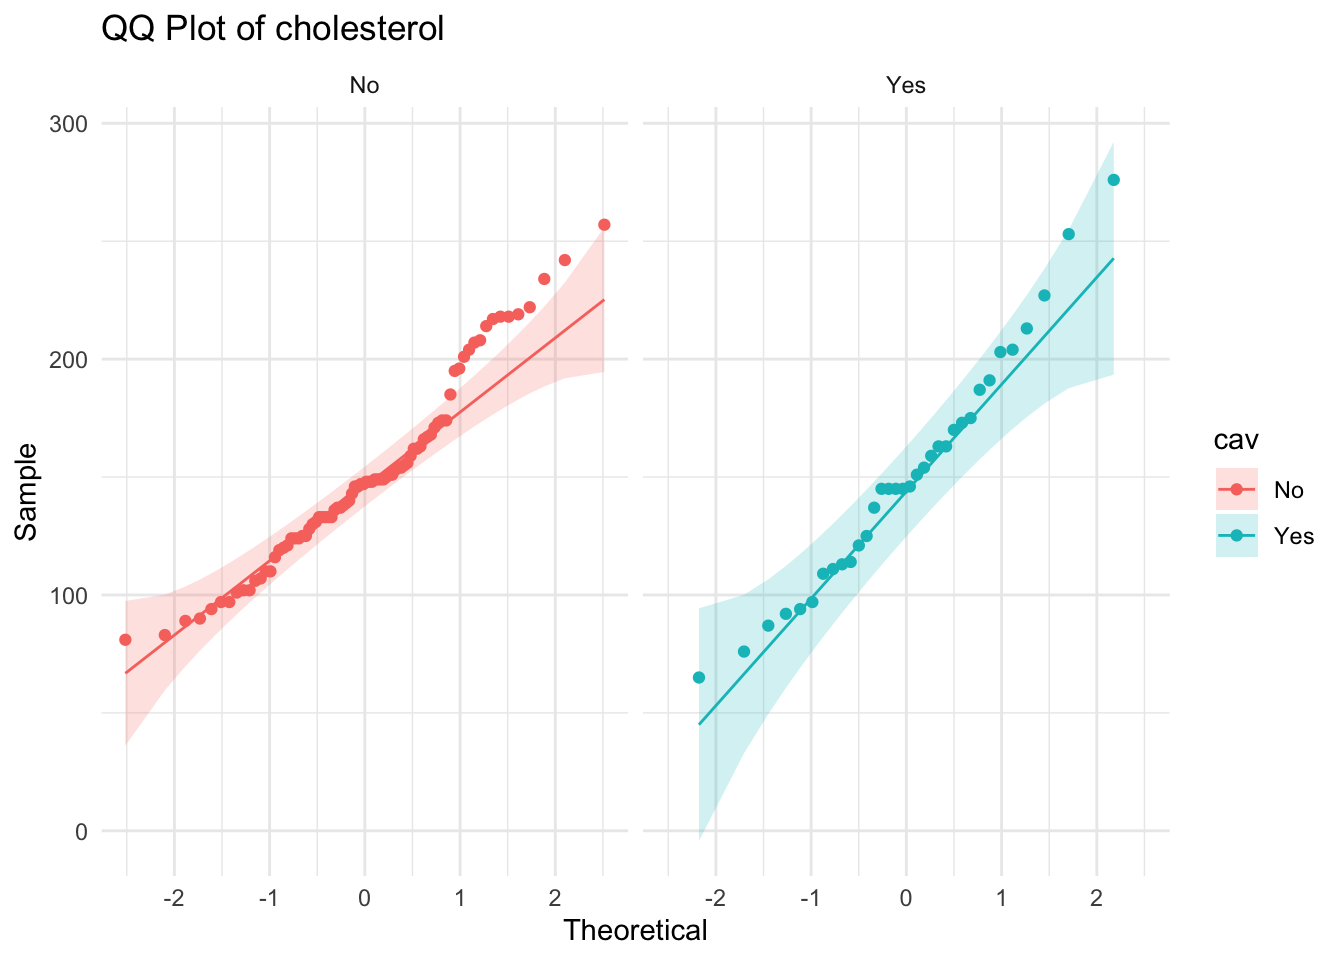 QQ Plot of cholesterol
No
Yes
300
200
100
0
Sample
-2 -1 0 1 2
-2 -1 0 1 2
Theoretical
cav
No
Yes